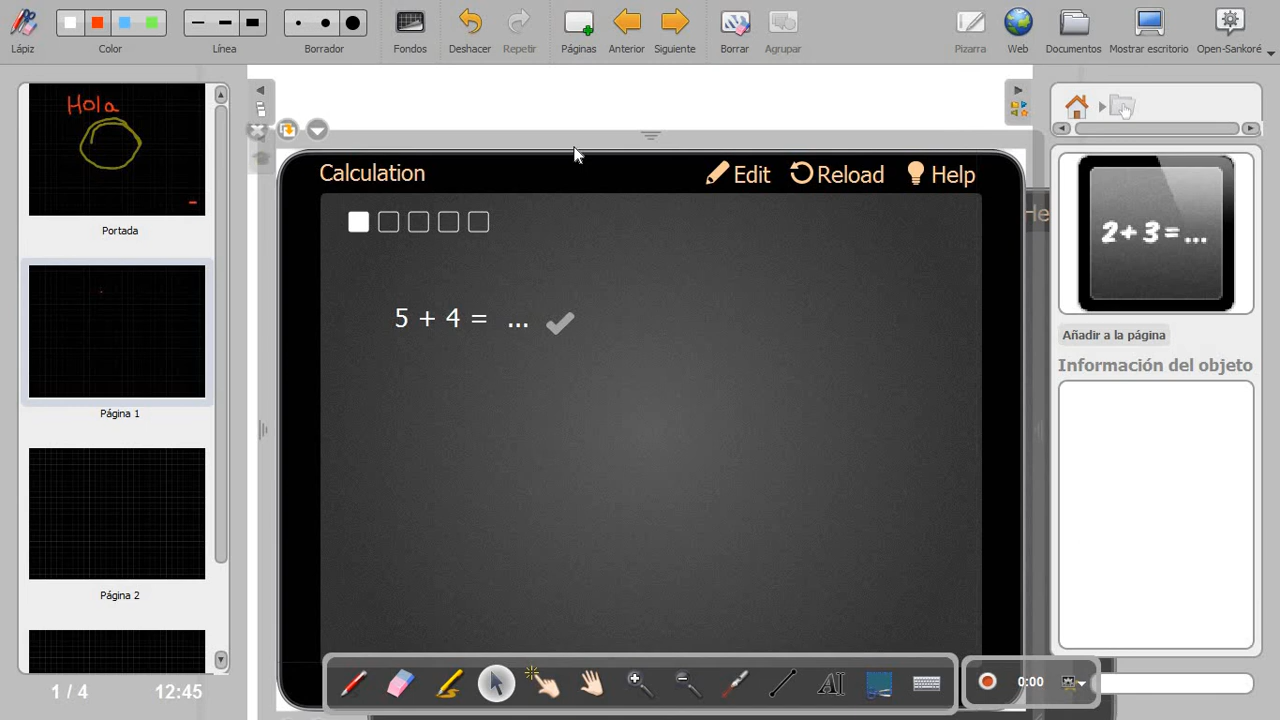 Lápiz
Color
Línea
Borrador
Fondos
Deshacer
Repetir
Páginas
Anterior
Siguiente
Borrar
Agrupar
Pizarra
Web
Documentos
Mostrar escritorio
Open-Sankoré
Hola
Portada
Página 1
Página 2
1 / 4
12:45
Calculation
Edit
Reload
Help
He
5 + 4 = ...
2+3=...
Añadir a la página
Información del objeto
AI
0:00